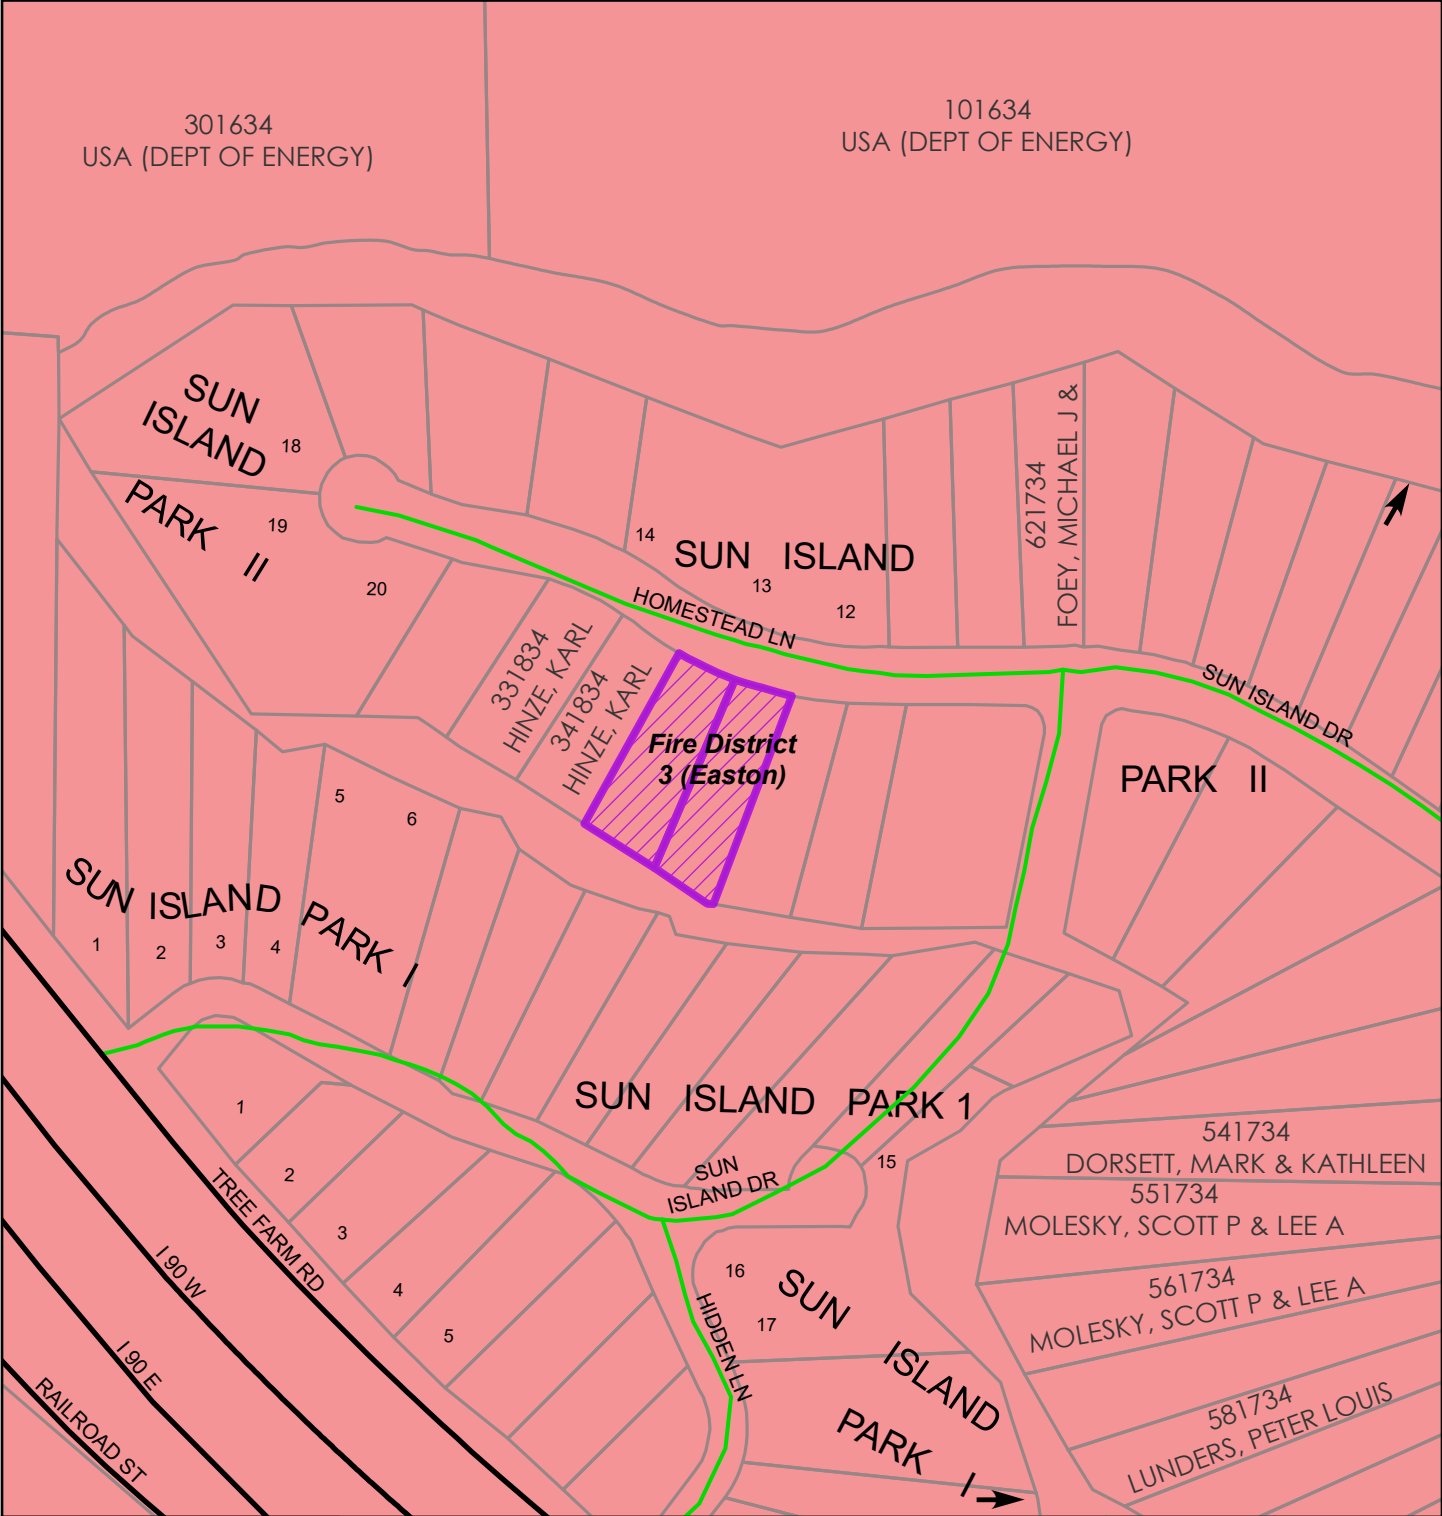 301634
USA (DEPT OF ENERGY)
101634
USA (DEPT OF ENERGY)
SUN
ISLAND
18
PARK II
19
20
14
SUN ISLAND
13
12
HOMESTEAD LN
621734
FOEY, MICHAEL J &
331834
HINZE, KARL
341834
HINZE, KARL
Fire District
3 (Easton)
SUN ISLAND DR
PARK II
5
6
SUN ISLAND PARK I
1
2
3
4
SUN ISLAND PARK 1
1
2
3
4
5
SUN
ISLAND DR
15
541734
DORSETT, MARK & KATHLEEN
551734
MOLESKY, SCOTT P & LEE A
561734
MOLESKY, SCOTT P & LEE A
581734
LUNDERS, PETER LOUIS
16
17
SUN ISLAND
PARK I
HIDDEN LN
TREE FARM RD
I 90 W
I 90 E
RAILROAD ST